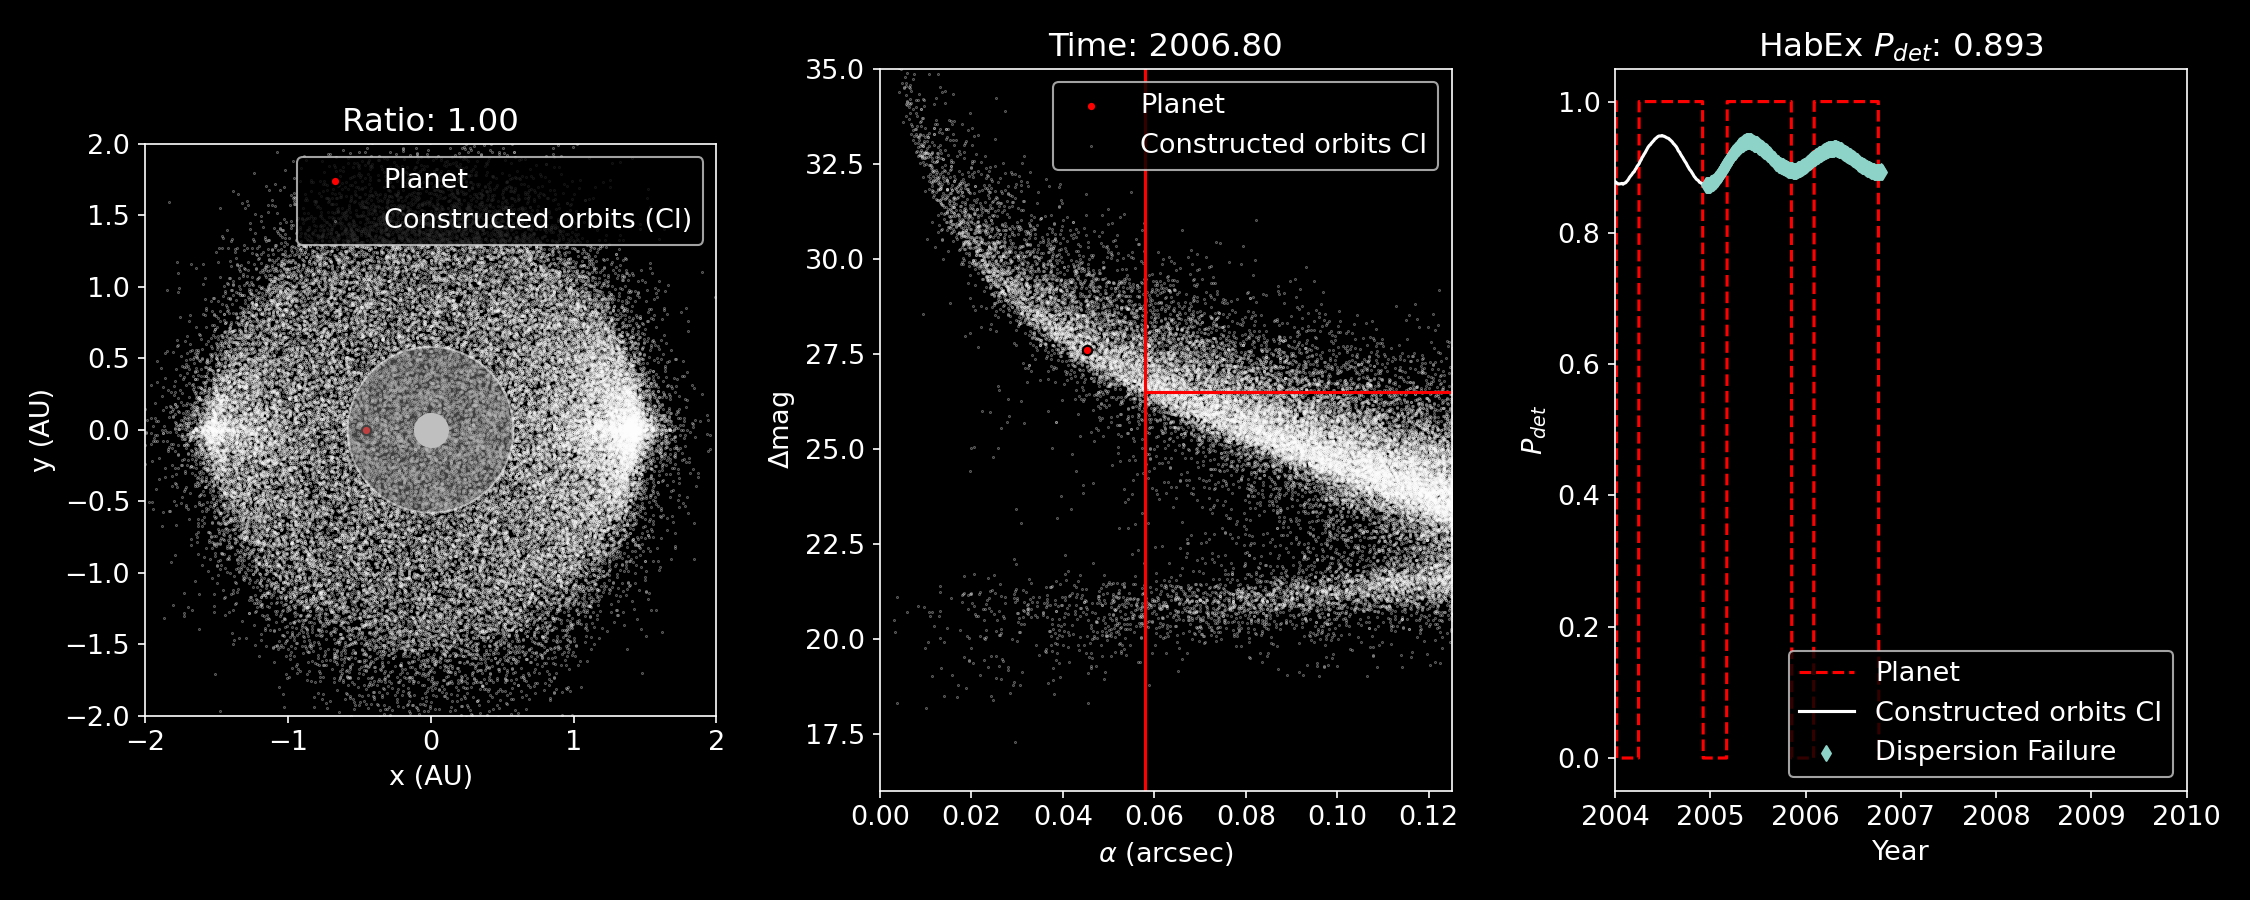 Ratio: 1.00
Planet
Constructed orbits (CI)
2.0
1.5
1.0
0.5
0.0
−0.5
−1.0
−1.5
−2.0
y (AU)
−2
−1
0
1
2
x (AU)
Time: 2006.80
Planet
Constructed orbits CI
35.0
32.5
30.0
27.5
25.0
22.5
20.0
17.5
Δmag
0.00
0.02
0.04
0.06
0.08
0.10
0.12
α (arcsec)
HabEx P_det: 0.893
1.0
0.8
0.6
0.4
0.2
0.0
P_det
Planet
Constructed orbits CI
Dispersion Failure
2004
2005
2006
2007
2008
2009
2010
Year